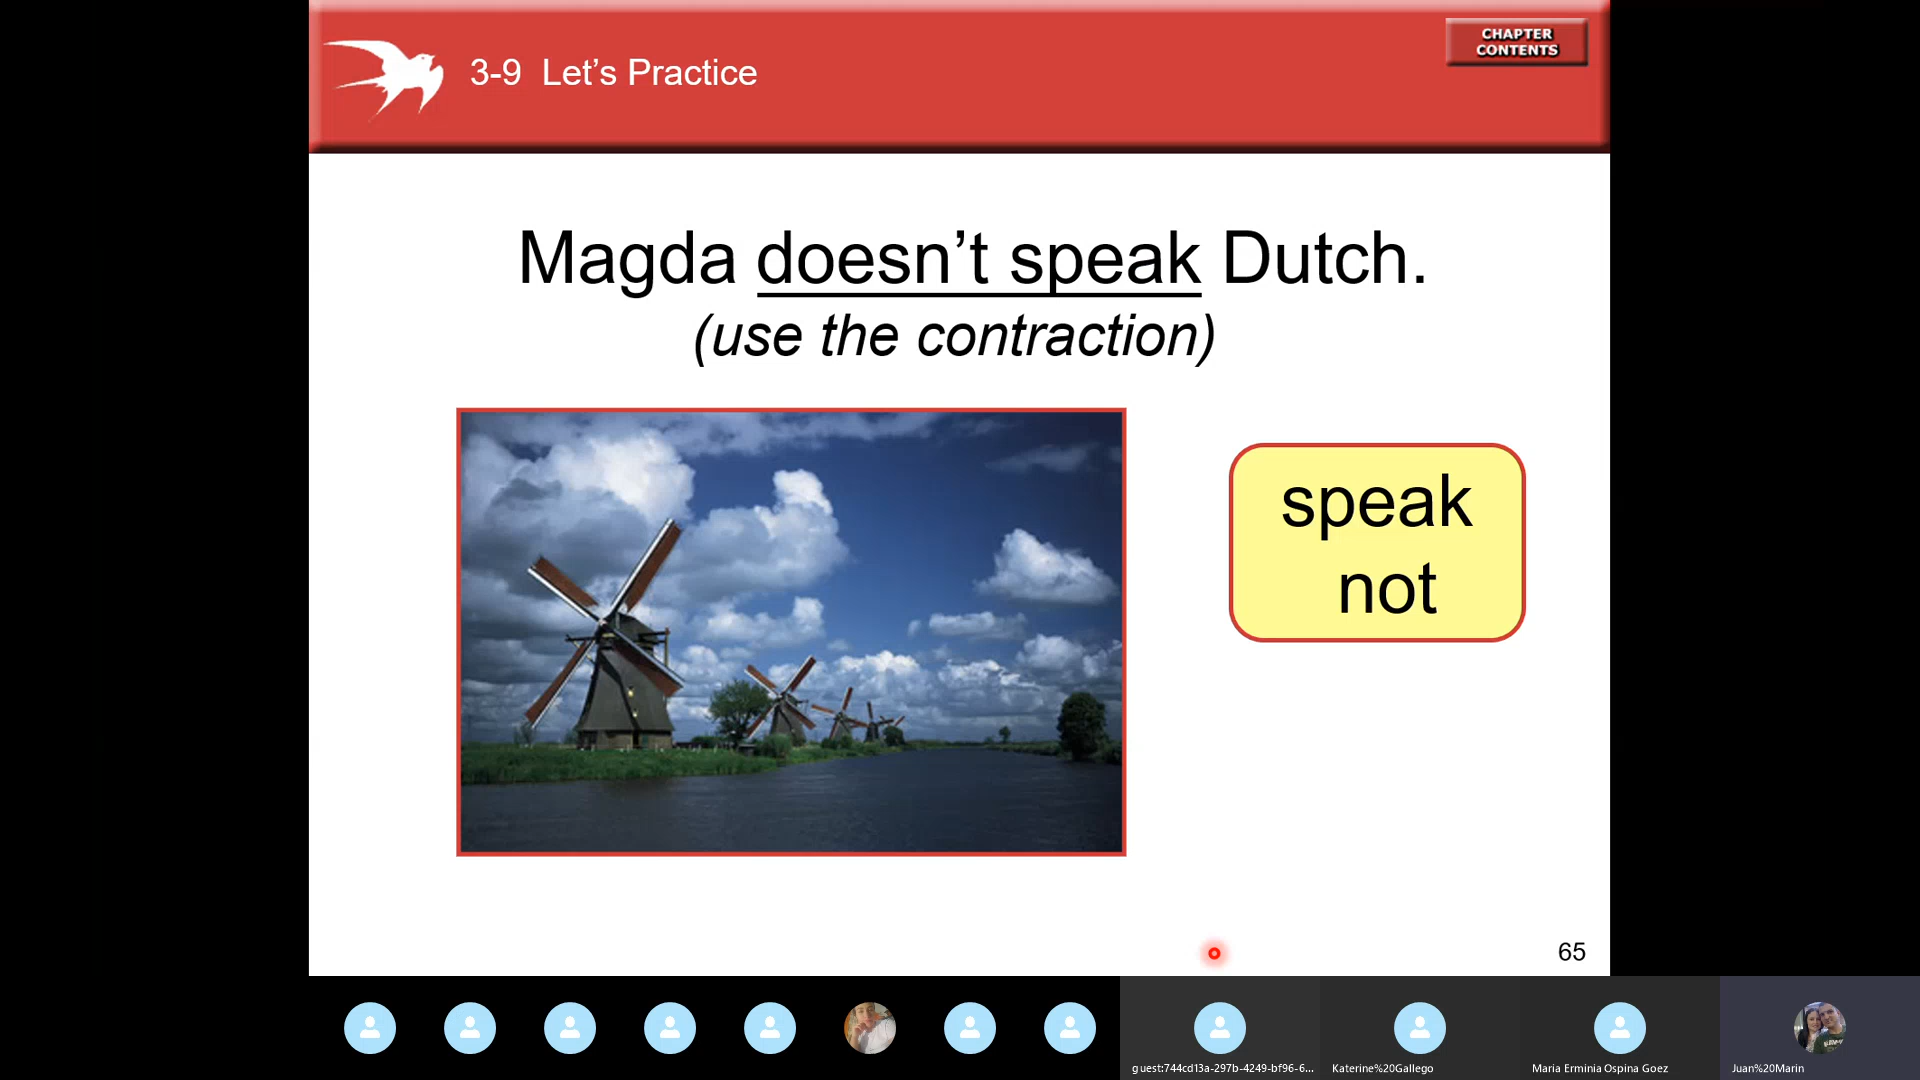 CHAPTER
CONTENTS
3-9 Let’s Practice
Magda doesn’t speak Dutch.
(use the contraction)
speak
not
65
guest:744cd13a-297b-4249-bf96-6...
Katerine%20Gallego
Maria Erminia Ospina Goez
Juan%20Marin